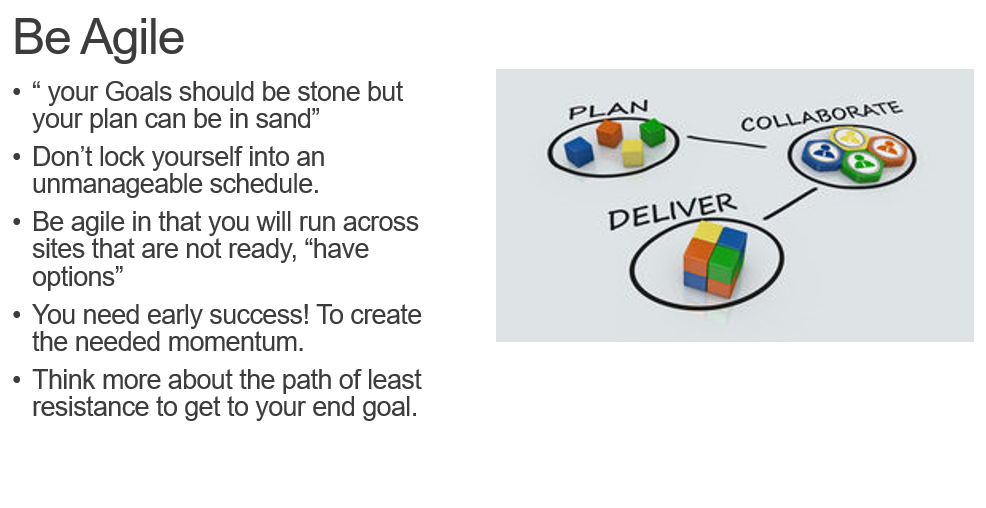 Be Agile
• “ your Goals should be stone but
your plan can be in sand”
• Don’t lock yourself into an
unmanageable schedule.
• Be agile in that you will run across
sites that are not ready, “have
options”
• You need early success! To create
the needed momentum.
• Think more about the path of least
resistance to get to your end goal.
PLAN
COLLABORATE
DELIVER